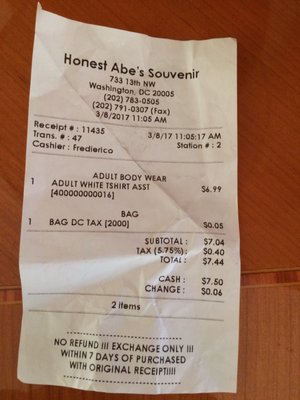 Honest Abe's Souvenir
733 13th NW
Washington, DC 20005
(202) 783-0505
(202) 791-0307 (Fax)
3/8/2017 11:05 AM
Receipt # : 11435 3/8/17 11:05:17 AM
Trans. # : 47 Station # : 2
Cashier : Fredierico
ADULT BODY WEAR
1 ADULT WHITE TSHIRT ASST $6.99
[400000000016]
BAG
1 BAG DC TAX [2000] $0.05
SUBTOTAL : $7.04
TAX (5.75%) : $0.40
TOTAL : $7.44
CASH : $7.50
CHANGE : $0.06
2 items
NO REFUND !!! EXCHANGE ONLY !!!
WITHIN 7 DAYS OF PURCHASED
WITH ORIGINAL RECEIPT!!!!